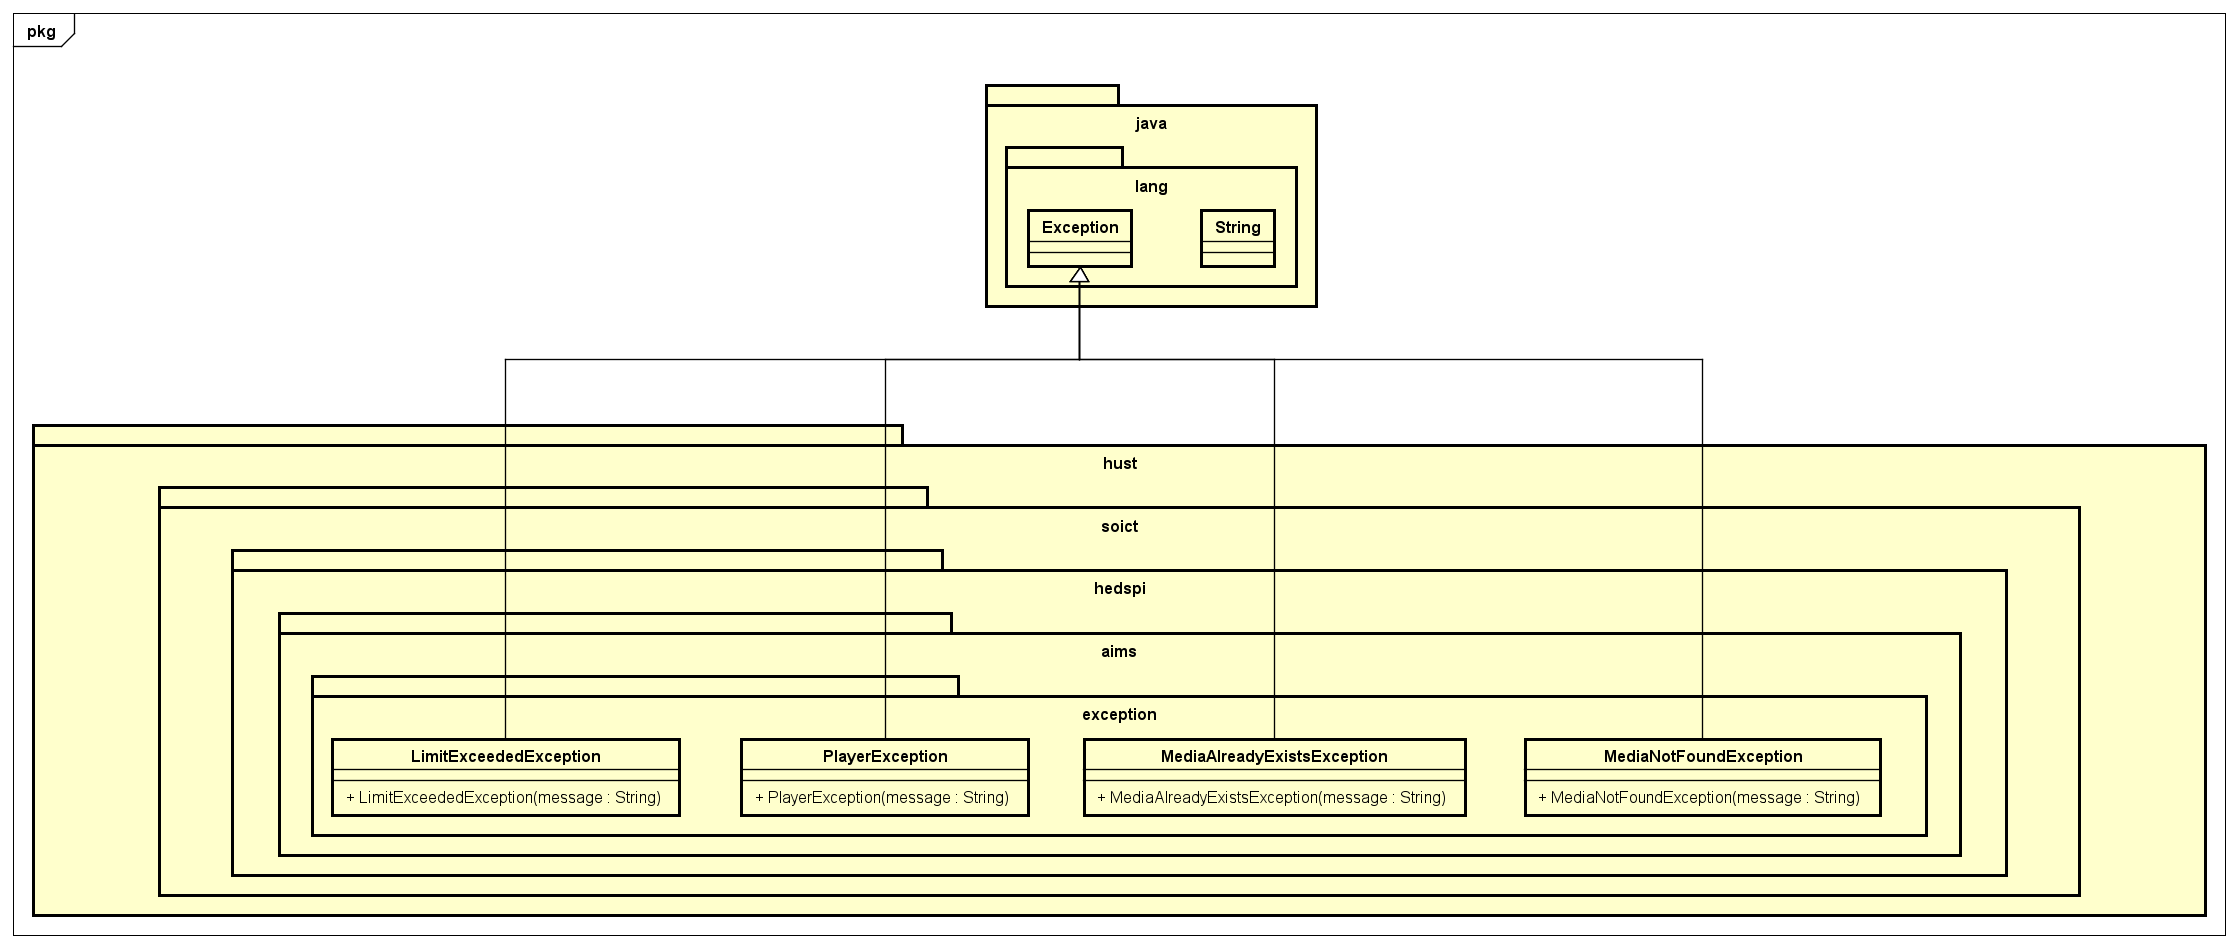 pkg
java
lang
Exception
String
hust
soict
hedspi
aims
exception
LimitExceededException
+ LimitExceededException(message : String)
PlayerException
+ PlayerException(message : String)
MediaAlreadyExistsException
+ MediaAlreadyExistsException(message : String)
MediaNotFoundException
+ MediaNotFoundException(message : String)